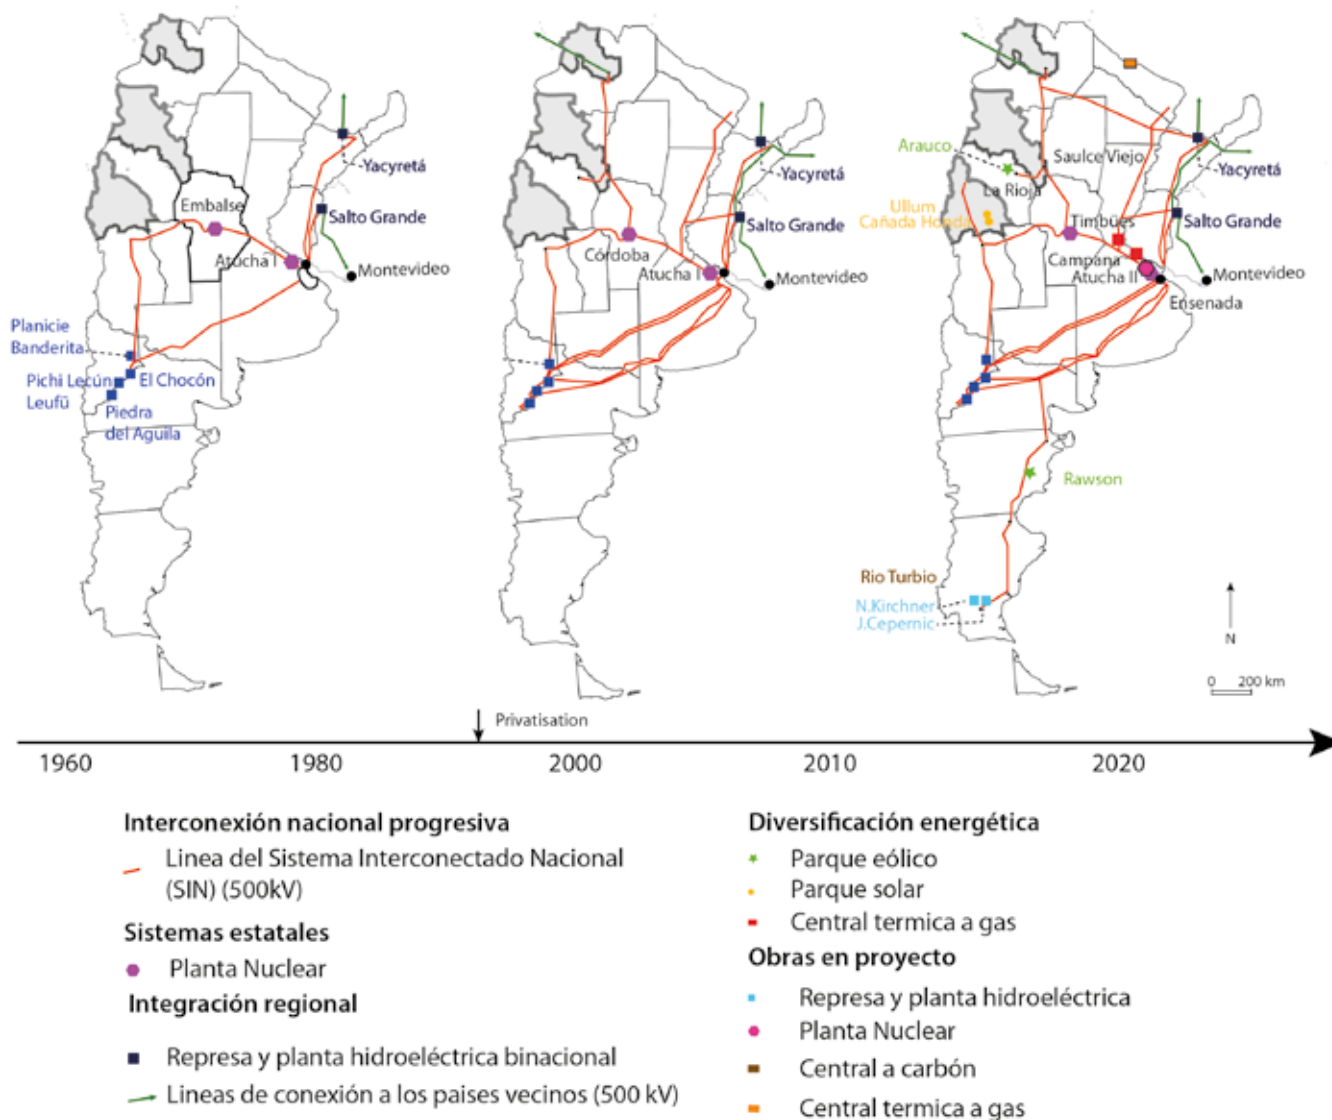 Embalse
Atucha I
Yacyretá
Salto Grande
Montevideo
Planicie
Banderita
El Chocón
Pichi Lecún
Leufū
Piedra
del Aguila
Yacyretá
Salto Grande
Córdoba
Atucha I
Montevideo
Arauco
Saulce Viejo
Yacyretá
La Rioja
Ullum
Cañada Honda
Timbúes
Salto Grande
Campana
Atucha II
Montevideo
Ensenada
Rawson
Rio Turbio
N.Kirchner
J.Cepernic
N
0 200 km
Privatisation
1960 1980 2000 2010 2020
Interconexión nacional progresiva
Linea del Sistema Interconectado Nacional
(SIN) (500kV)
Sistemas estatales
Planta Nuclear
Integración regional
Represa y planta hidroeléctrica binacional
Lineas de conexión a los paises vecinos (500 kV)
Diversificación energética
Parque eólico
Parque solar
Central termica a gas
Obras en proyecto
Represa y planta hidroeléctrica
Planta Nuclear
Central a carbón
Central termica a gas